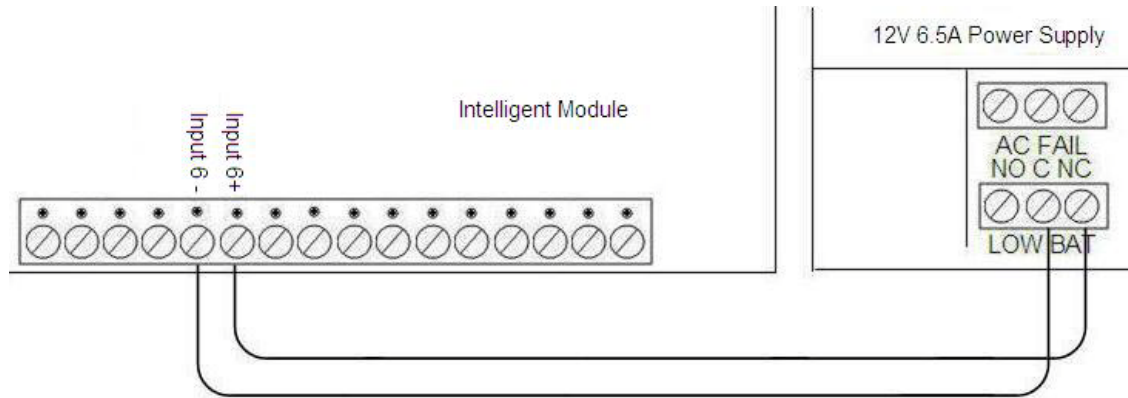 12V 6.5A Power Supply
Intelligent Module
Input 6 -
Input 6+
AC FAIL
NO C NC
LOW BAT